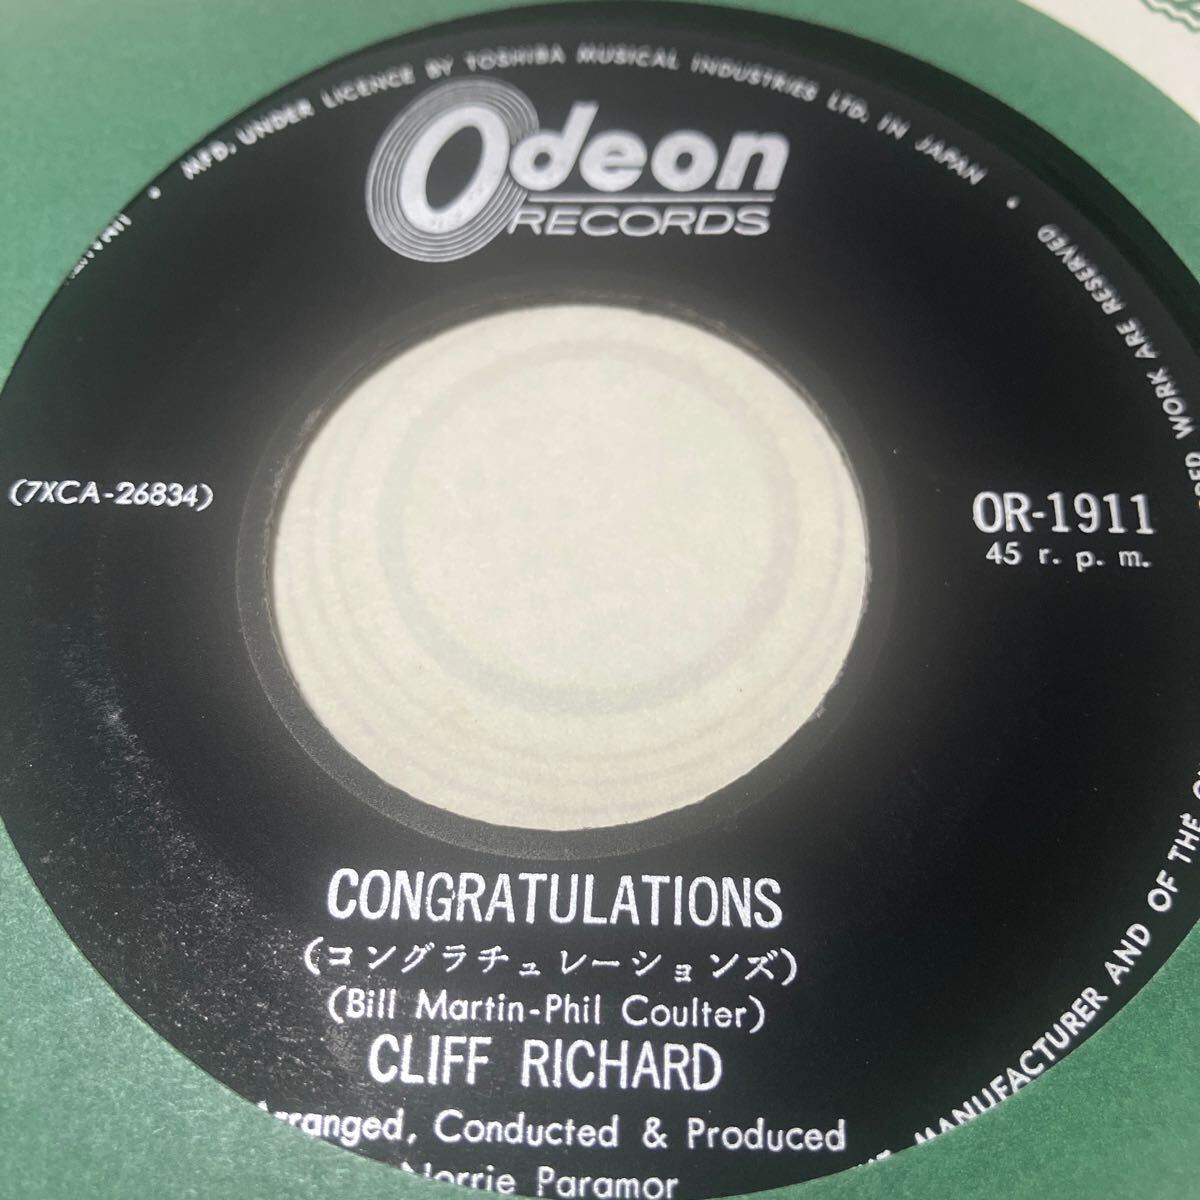 MFD. UNDER LICENCE BY TOSHIBA MUSICAL INDUSTRIES LTD. IN JAPAN •
WORK ARE RESERVED
Odeon
RECORDS
(7XCA-26834)
OR-1911
45 r. p. m.
CONGRATULATIONS
(コングラチュレーションズ)
(Bill Martin-Phil Coulter)
CLIFF RICHARD
Arranged, Conducted & Produced
Norrie Paramor
MANUFACTURER AND OF THE